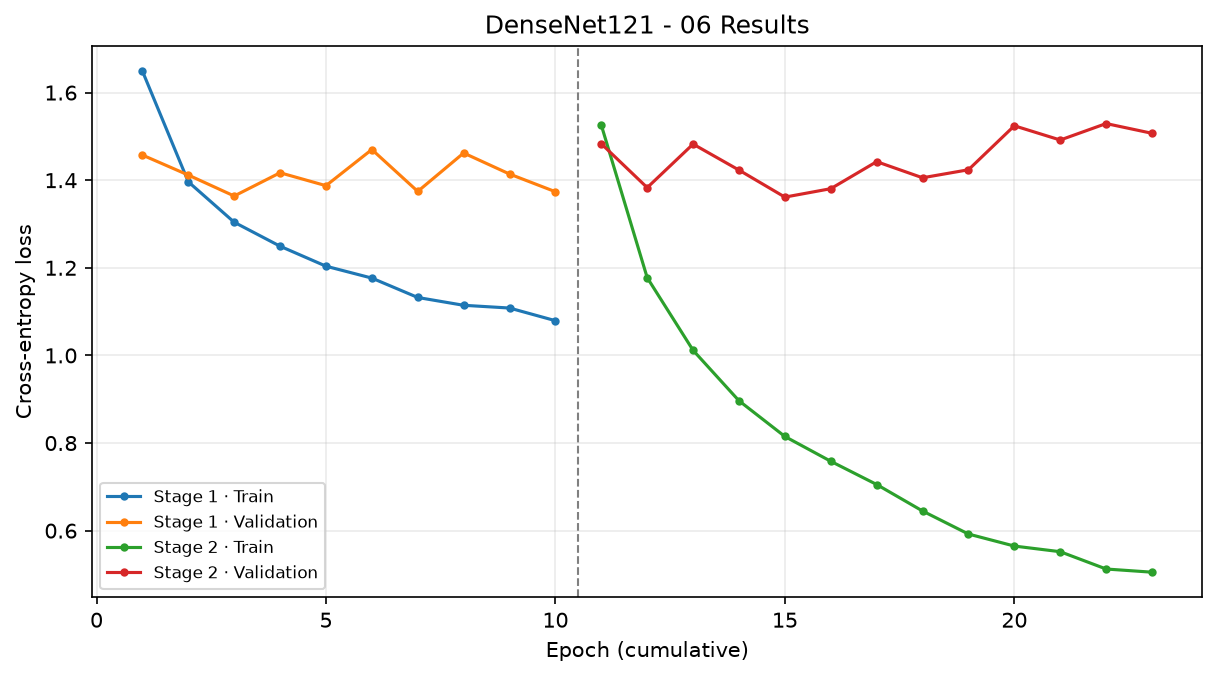 DenseNet121 - 06 Results
Cross-entropy loss
1.6
1.4
1.2
1.0
0.8
0.6
Stage 1 · Train
Stage 1 · Validation
Stage 2 · Train
Stage 2 · Validation
0 5 10 15 20
Epoch (cumulative)